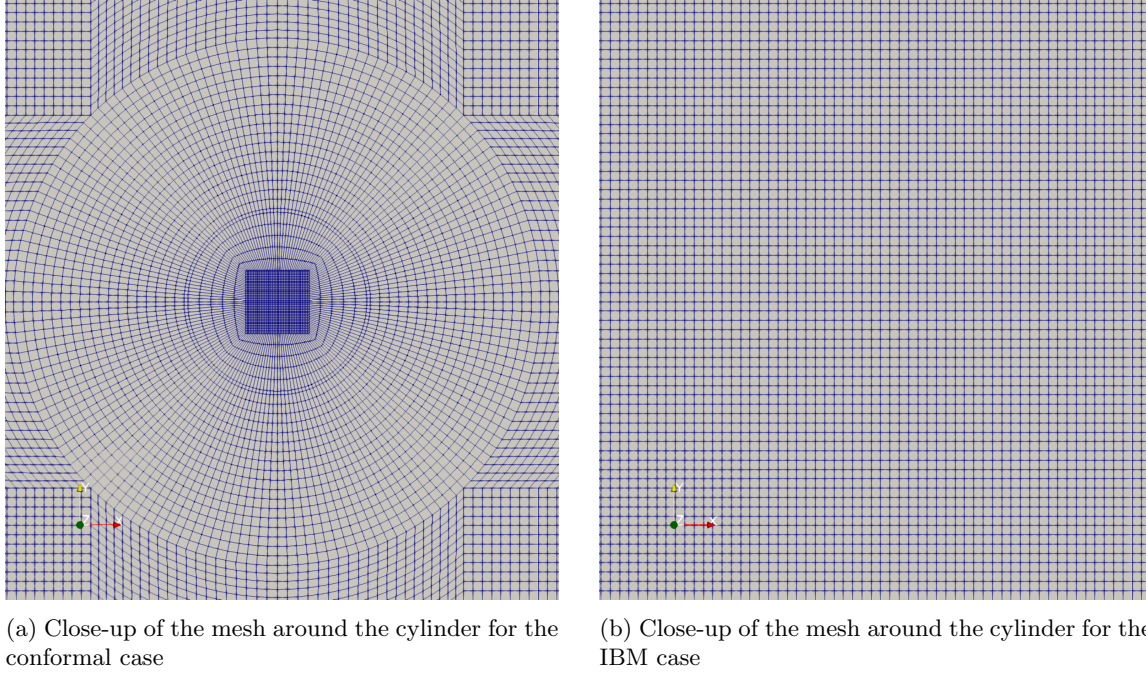 Y
Z
Y
Z X
(a) Close-up of the mesh around the cylinder for the
conformal case
(b) Close-up of the mesh around the cylinder for the
IBM case